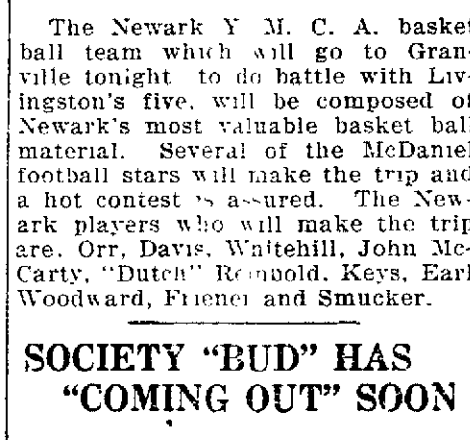 The Newark Y M. C. A. basket
ball team which will go to Gran-
ville tonight to do battle with Liv-
ingston's five, will be composed of
Newark's most valuable basket ball
material. Several of the McDaniel
football stars will make the trip and
a hot contest is assured. The New-
ark players who will make the trip
are. Orr, Davis, Whitehill, John Mc-
Carty, "Dutch" Keys, Earl
Woodward, and Smucker.
SOCIETY "BUD" HAS
"COMING OUT" SOON